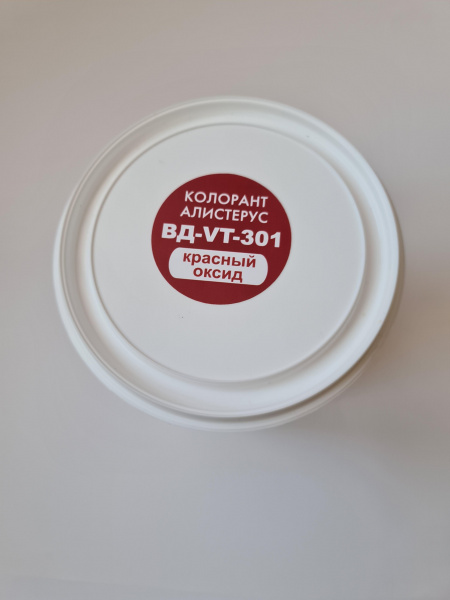 КОЛОРАНТ
АЛИСТЕРУС
ВД-VT-301
красный
оксид